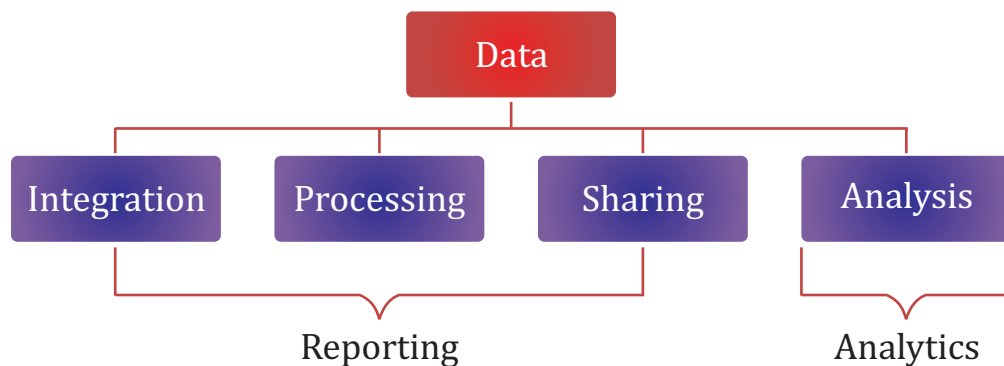 Data
Integration
Processing
Sharing
Analysis
Reporting
Analytics